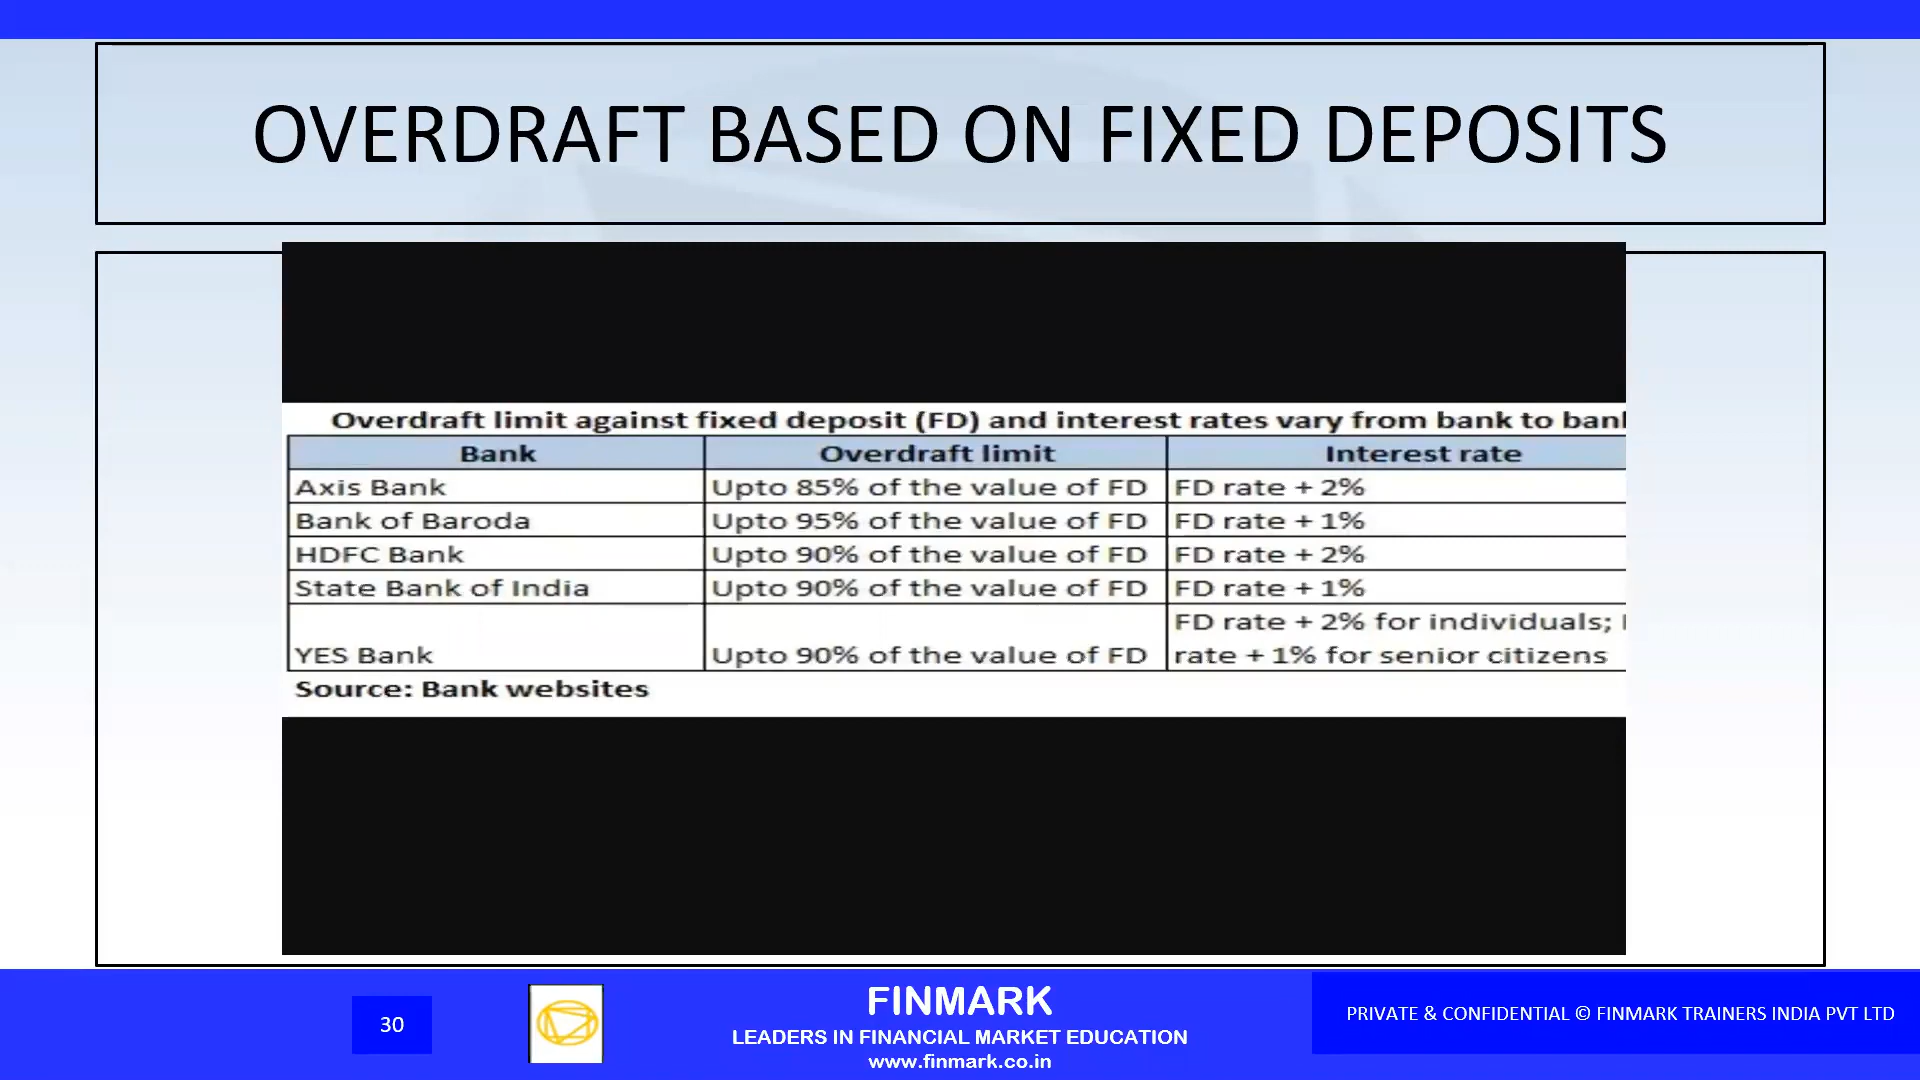 OVERDRAFT BASED ON FIXED DEPOSITS
Overdraft limit against fixed deposit (FD) and interest rates vary from bank to
Bank Overdraft limit Interest rate
Axis Bank Upto 85% of the value of FD FD rate + 2%
Bank of Baroda Upto 95% of the value of FD FD rate + 1%
HDFC Bank Upto 90% of the value of FD FD rate + 2%
State Bank of India Upto 90% of the value of FD FD rate + 1%
FD rate + 2% for individuals;
YES Bank Upto 90% of the value of FD rate + 1% for senior citizens
Source: Bank websites
30
FINMARK
LEADERS IN FINANCIAL MARKET EDUCATION
www.finmark.co.in
PRIVATE & CONFIDENTIAL © FINMARK TRAINERS INDIA PVT LTD